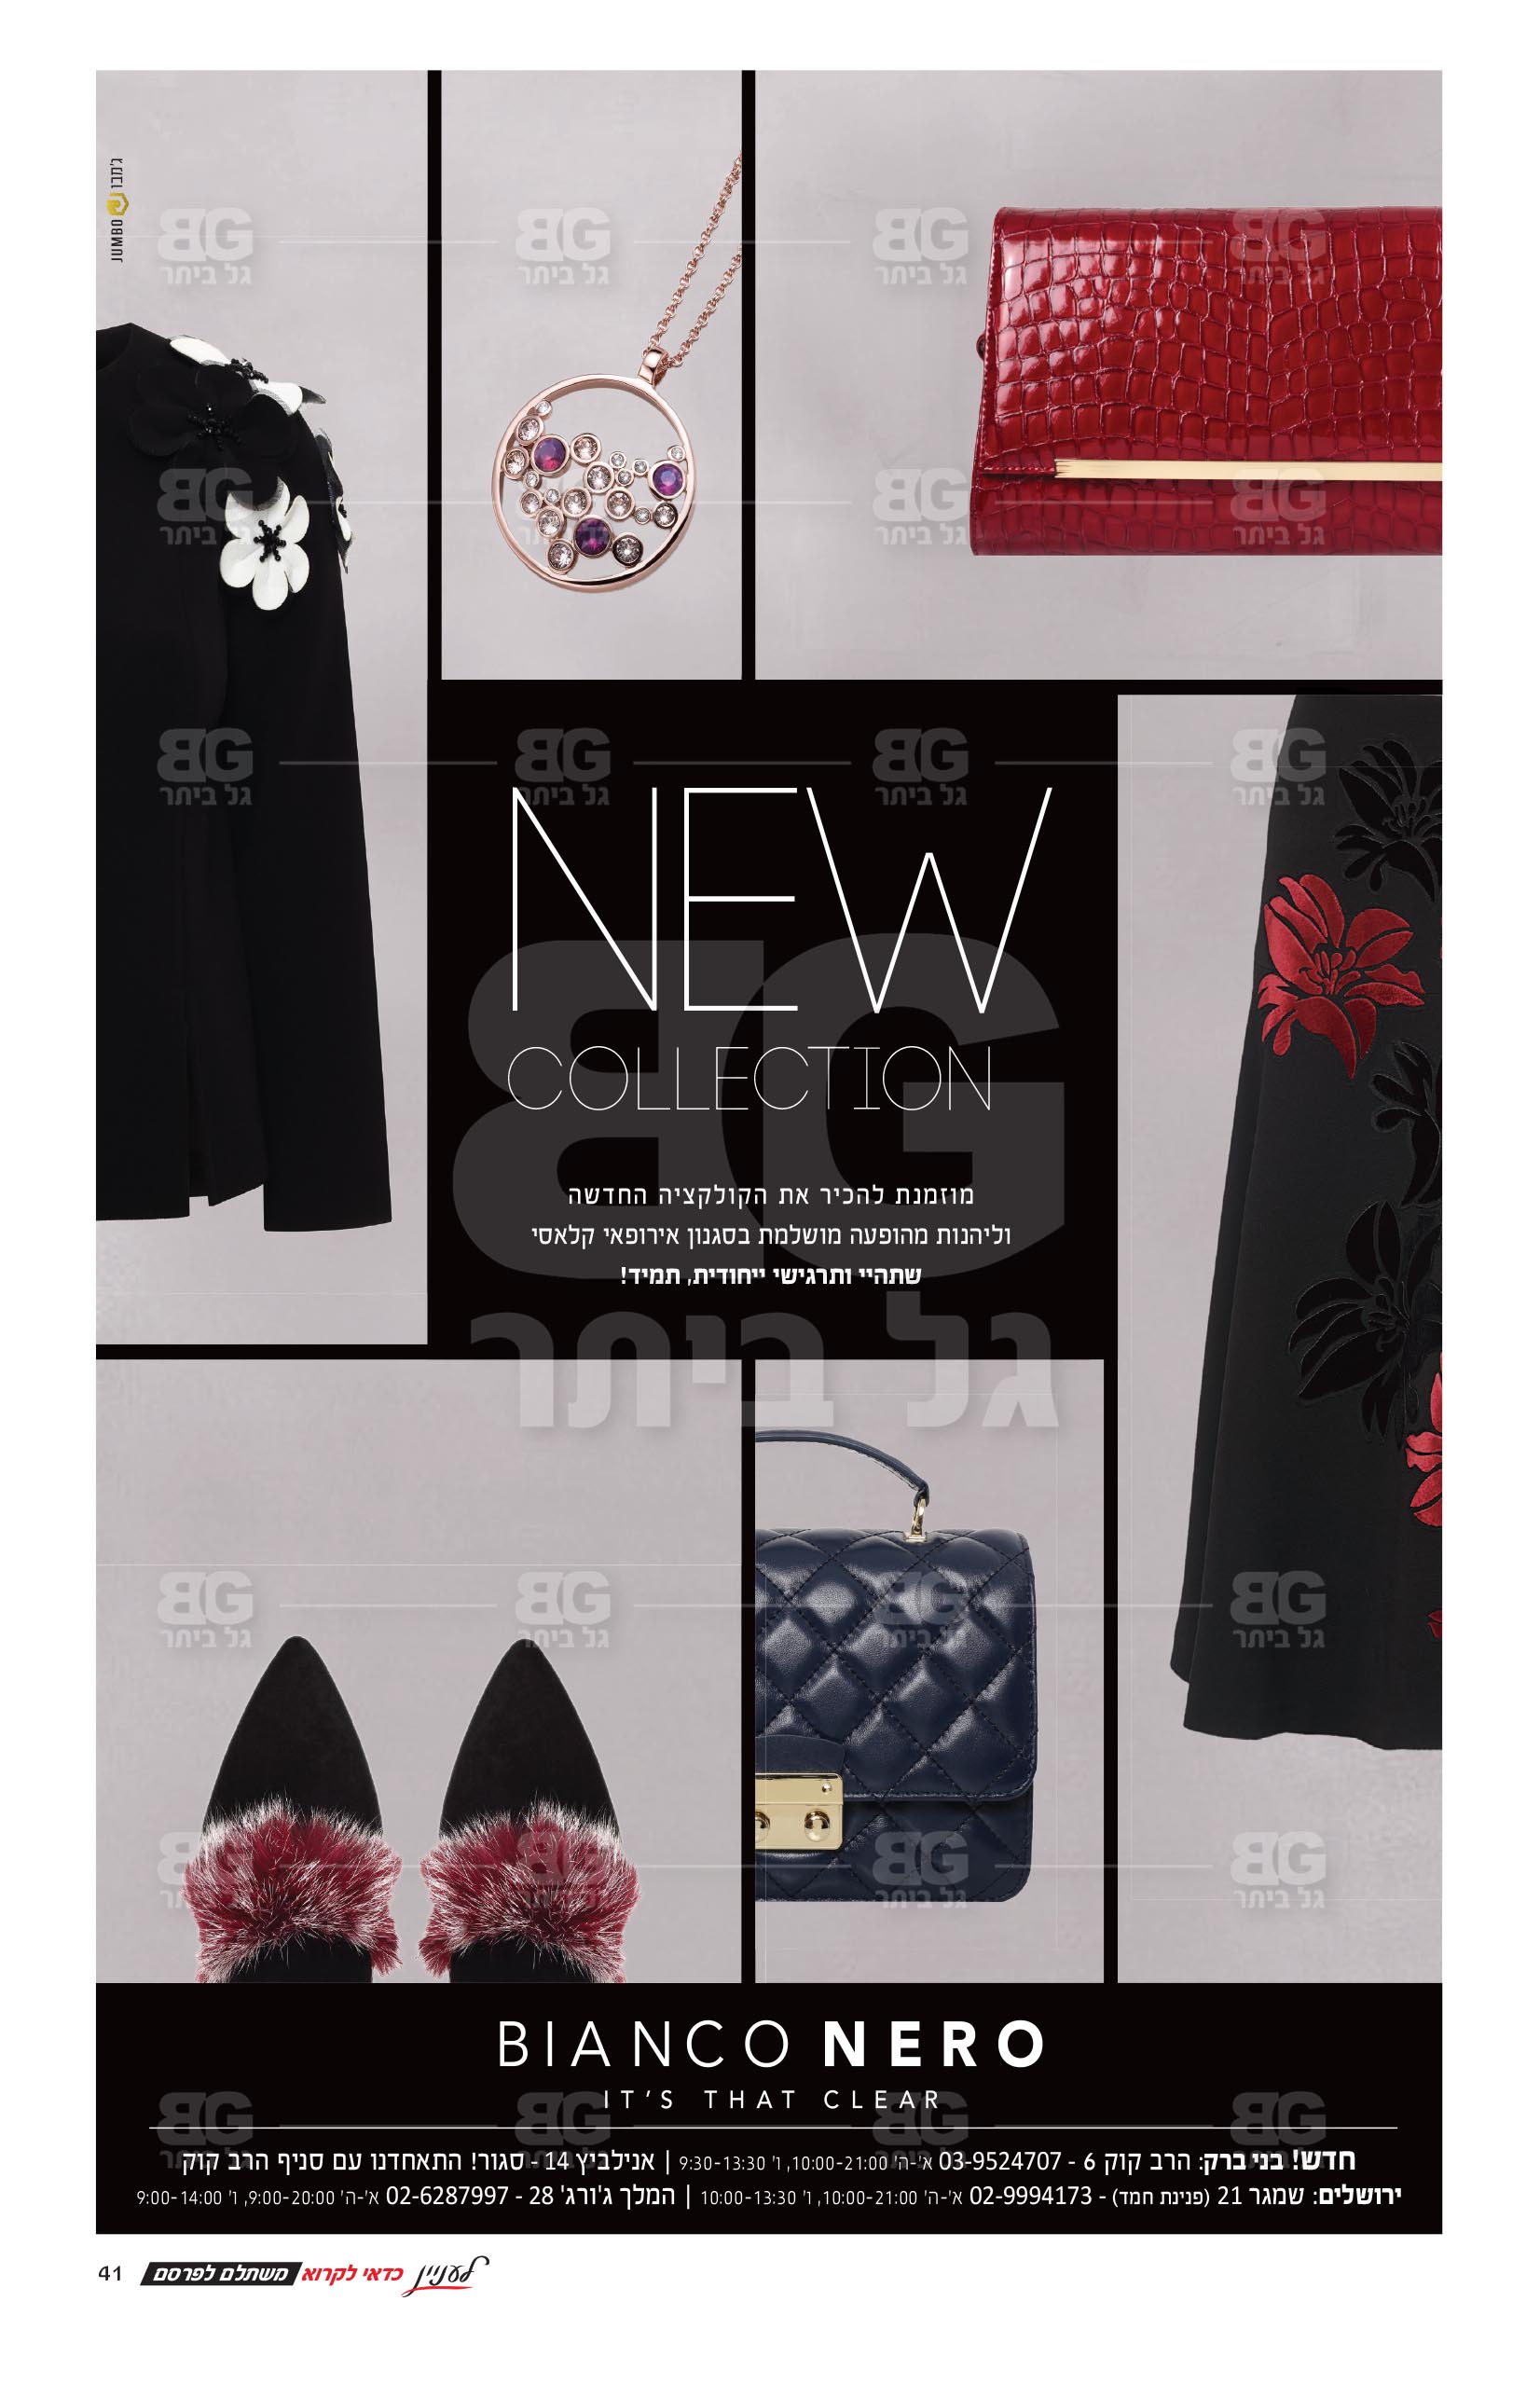 ג'מבו JUMBO
NEW
COLLECTION
מוזמנת להכיר את הקולקציה החדשה
וליהנות מהופעה מושלמת בסגנון אירופאי קלאסי
שתהיי ותרגישי ייחודית, תמיד!
BG
גל ביתר
BIANCO NERO
IT'S THAT CLEAR
חדש! בני ברק: הרב קוק 6 - 03-9524707 א'-ה' 10:00-21:00, ו' 9:30-13:30 | אנילביץ 14 - סגור! התאחדנו עם סניף הרב קוק
ירושלים: שמגר 21 (פנינת חמד) - 02-9994173 א'-ה' 10:00-21:00, ו' 10:00-13:30 | המלך ג'ורג' 28 - 02-6287997 א'-ה' 9:00-20:00, ו' 9:00-14:00
לעניין כדאי לקרוא משתלם לפרסם 41